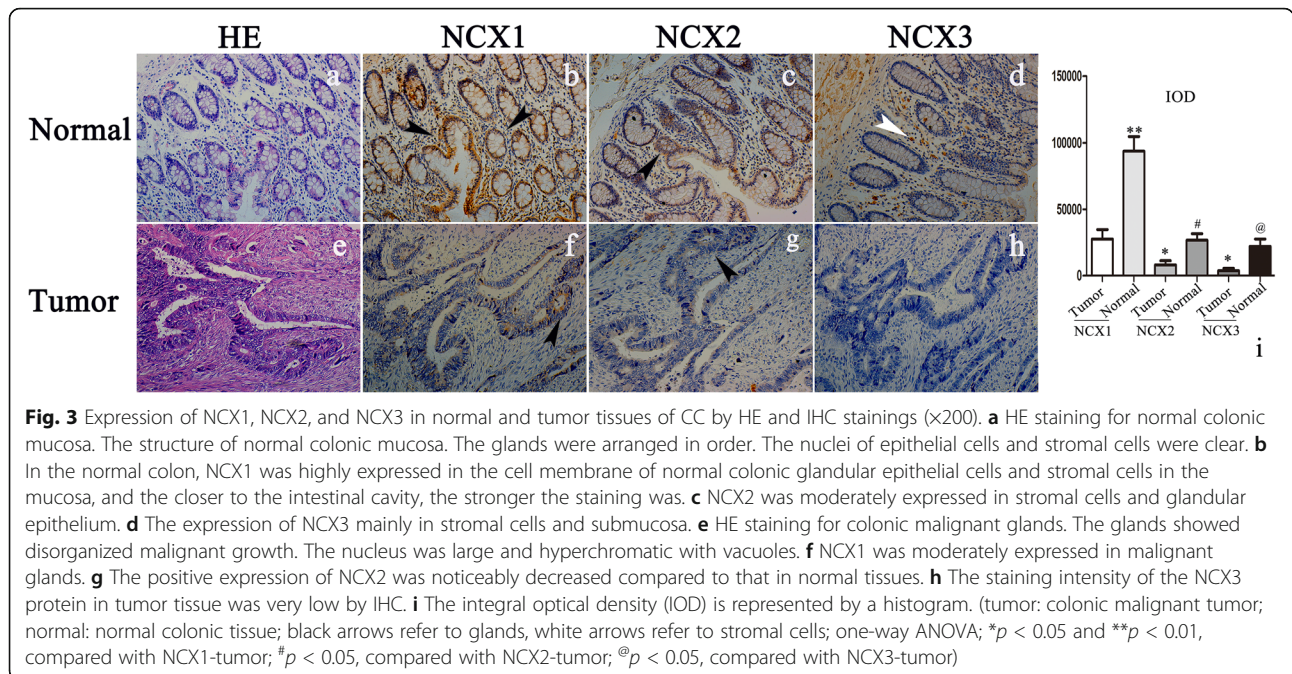 HE NCX1 NCX2 NCX3
Normal
a b c d
Tumor
e f g h
IOD
150000
100000
50000
0
** * # * @
Tumor Normal Tumor Normal Tumor Normal
NCX1 NCX2 NCX3
i
Fig. 3 Expression of NCX1, NCX2, and NCX3 in normal and tumor tissues of CC by HE and IHC stainings (×200). a HE staining for normal colonic
mucosa. The structure of normal colonic mucosa. The glands were arranged in order. The nuclei of epithelial cells and stromal cells were clear. b
In the normal colon, NCX1 was highly expressed in the cell membrane of normal colonic glandular epithelial cells and stromal cells in the
mucosa, and the closer to the intestinal cavity, the stronger the staining was. c NCX2 was moderately expressed in stromal cells and glandular
epithelium. d The expression of NCX3 mainly in stromal cells and submucosa. e HE staining for colonic malignant glands. The glands showed
disorganized malignant growth. The nucleus was large and hyperchromatic with vacuoles. f NCX1 was moderately expressed in malignant
glands. g The positive expression of NCX2 was noticeably decreased compared to that in normal tissues. h The staining intensity of the NCX3
protein in tumor tissue was very low by IHC. i The integral optical density (IOD) is represented by a histogram. (tumor: colonic malignant tumor;
normal: normal colonic tissue; black arrows refer to glands, white arrows refer to stromal cells; one-way ANOVA; *p < 0.05 and **p < 0.01,
compared with NCX1-tumor; #p < 0.05, compared with NCX2-tumor; @p < 0.05, compared with NCX3-tumor)